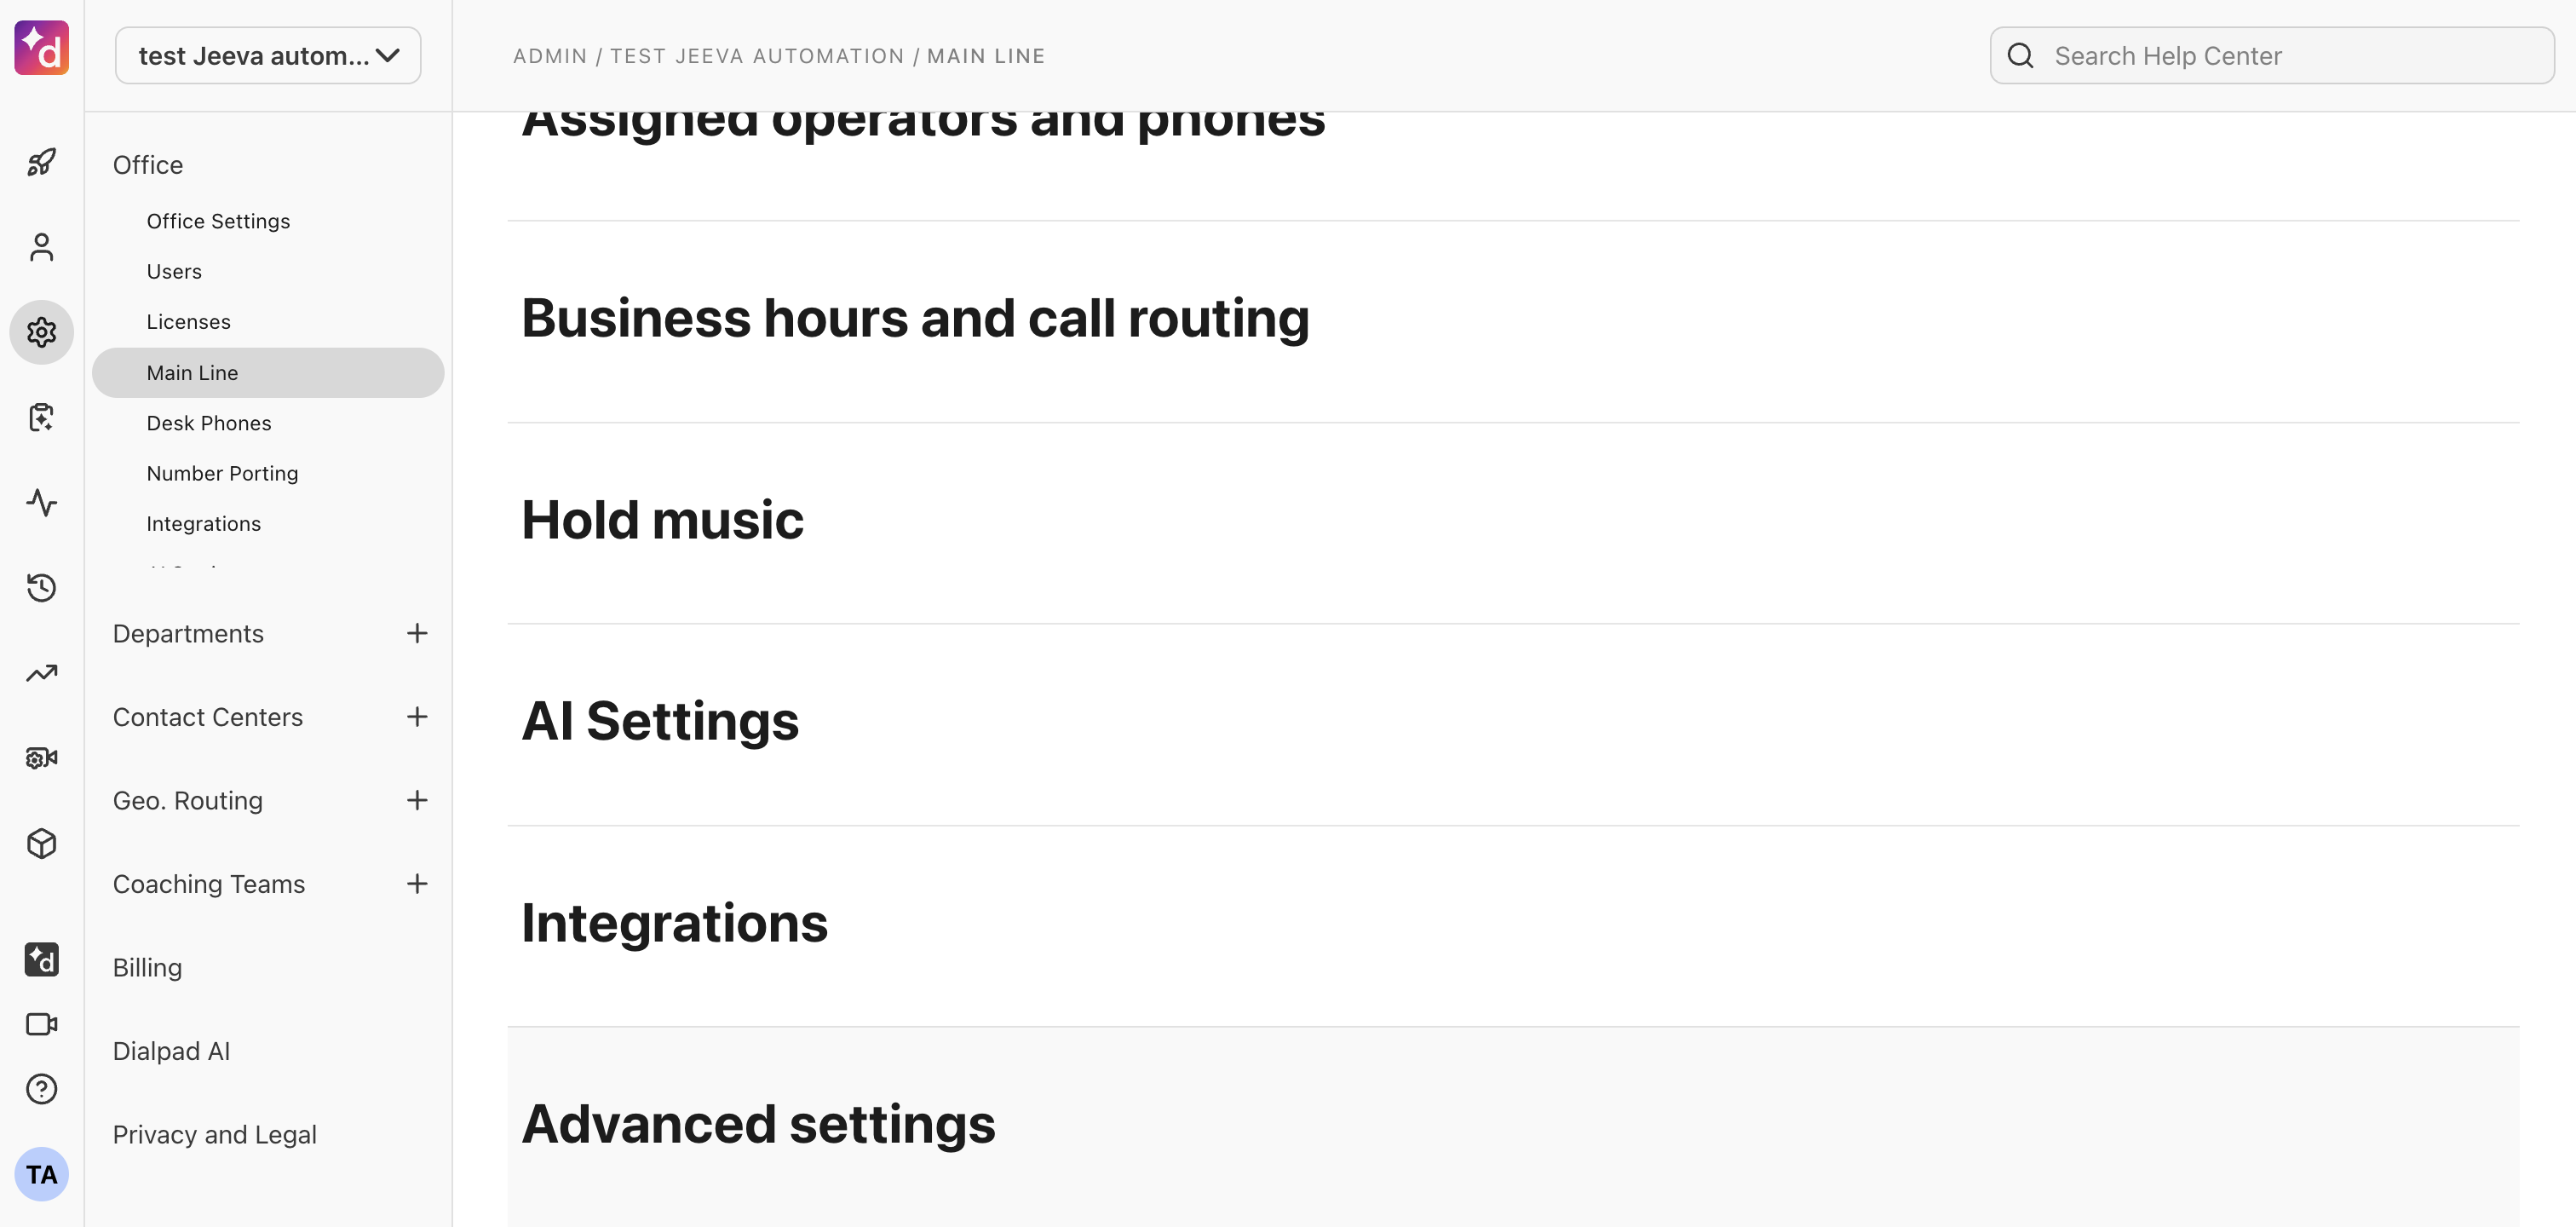 test Jeeva autom...
ADMIN / TEST JEEVA AUTOMATION / MAIN LINE
Search Help Center
Office
Office Settings
Users
Licenses
Main Line
Desk Phones
Number Porting
Integrations
Departments
Contact Centers
Geo. Routing
Coaching Teams
Billing
Dialpad AI
Privacy and Legal
TA
Assigned operators and phones
Business hours and call routing
Hold music
AI Settings
Integrations
Advanced settings